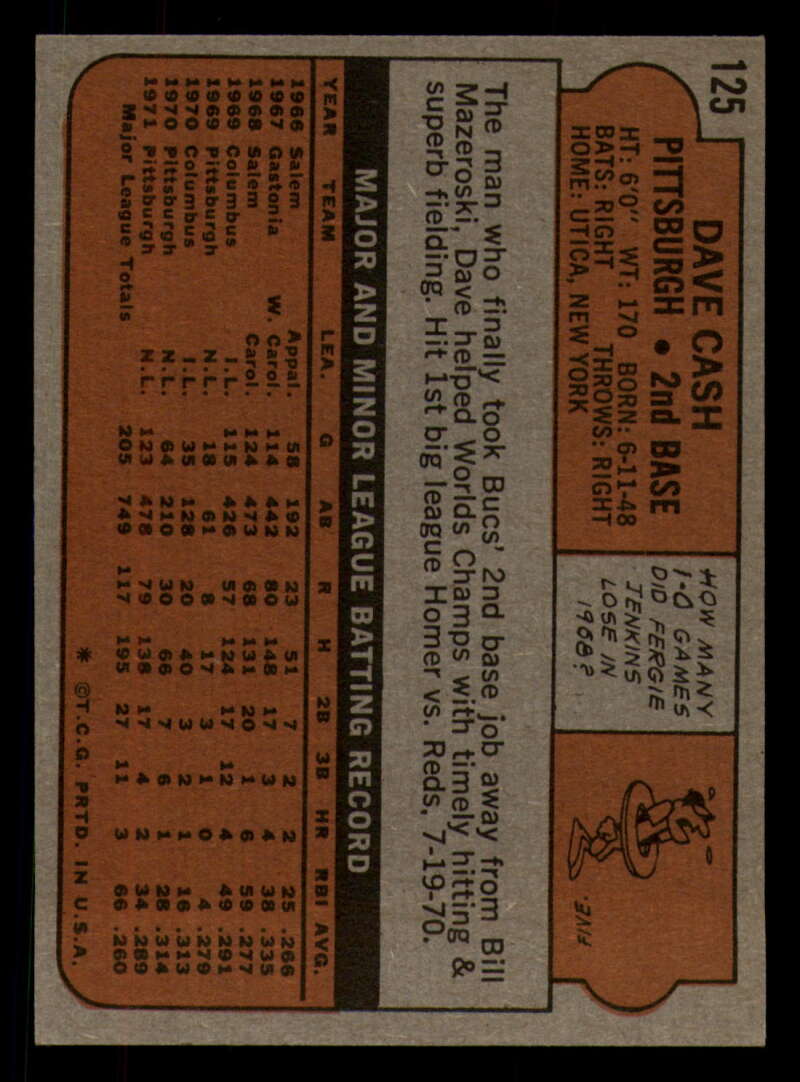 125
DAVE CASH
PITTSBURGH • 2nd BASE
HT: 6'0" WT: 170 BORN: 6-11-48
BATS: RIGHT THROWS: RIGHT
HOME: UTICA, NEW YORK
HOW MANY
1-0 GAMES
DID FERGIE
JENKINS
LOSE IN
1968?
FIVE.
The man who finally took Bucs' 2nd base job away from Bill
Mazeroski, Dave helped Worlds Champs with timely hitting &
superb fielding. Hit 1st big league Homer vs. Reds, 7-19-70.
MAJOR AND MINOR LEAGUE BATTING RECORD
YEAR TEAM LEA. G AB R H 2B 3B HR RBI AVG.
1966 Salem Appal. 58 192 23 51 7 2 2 25 .266
1967 Gastonia W. Carol. 114 442 80 148 17 3 4 38 .335
1968 Salem Carol. 124 473 68 131 20 1 6 59 .277
1969 Columbus I.L. 115 426 57 124 17 12 4 49 .291
1969 Pittsburgh N.L. 18 61 8 17 3 1 0 4 .279
1970 Columbus I.L. 35 128 20 40 3 2 1 16 .313
1970 Pittsburgh N.L. 64 210 30 66 7 6 1 28 .314
1971 Pittsburgh N.L. 123 478 79 138 17 4 2 34 .289
Major League Totals 205 749 117 195 27 11 3 66 .260
* ©T.C.G. PRTD. IN U.S.A.